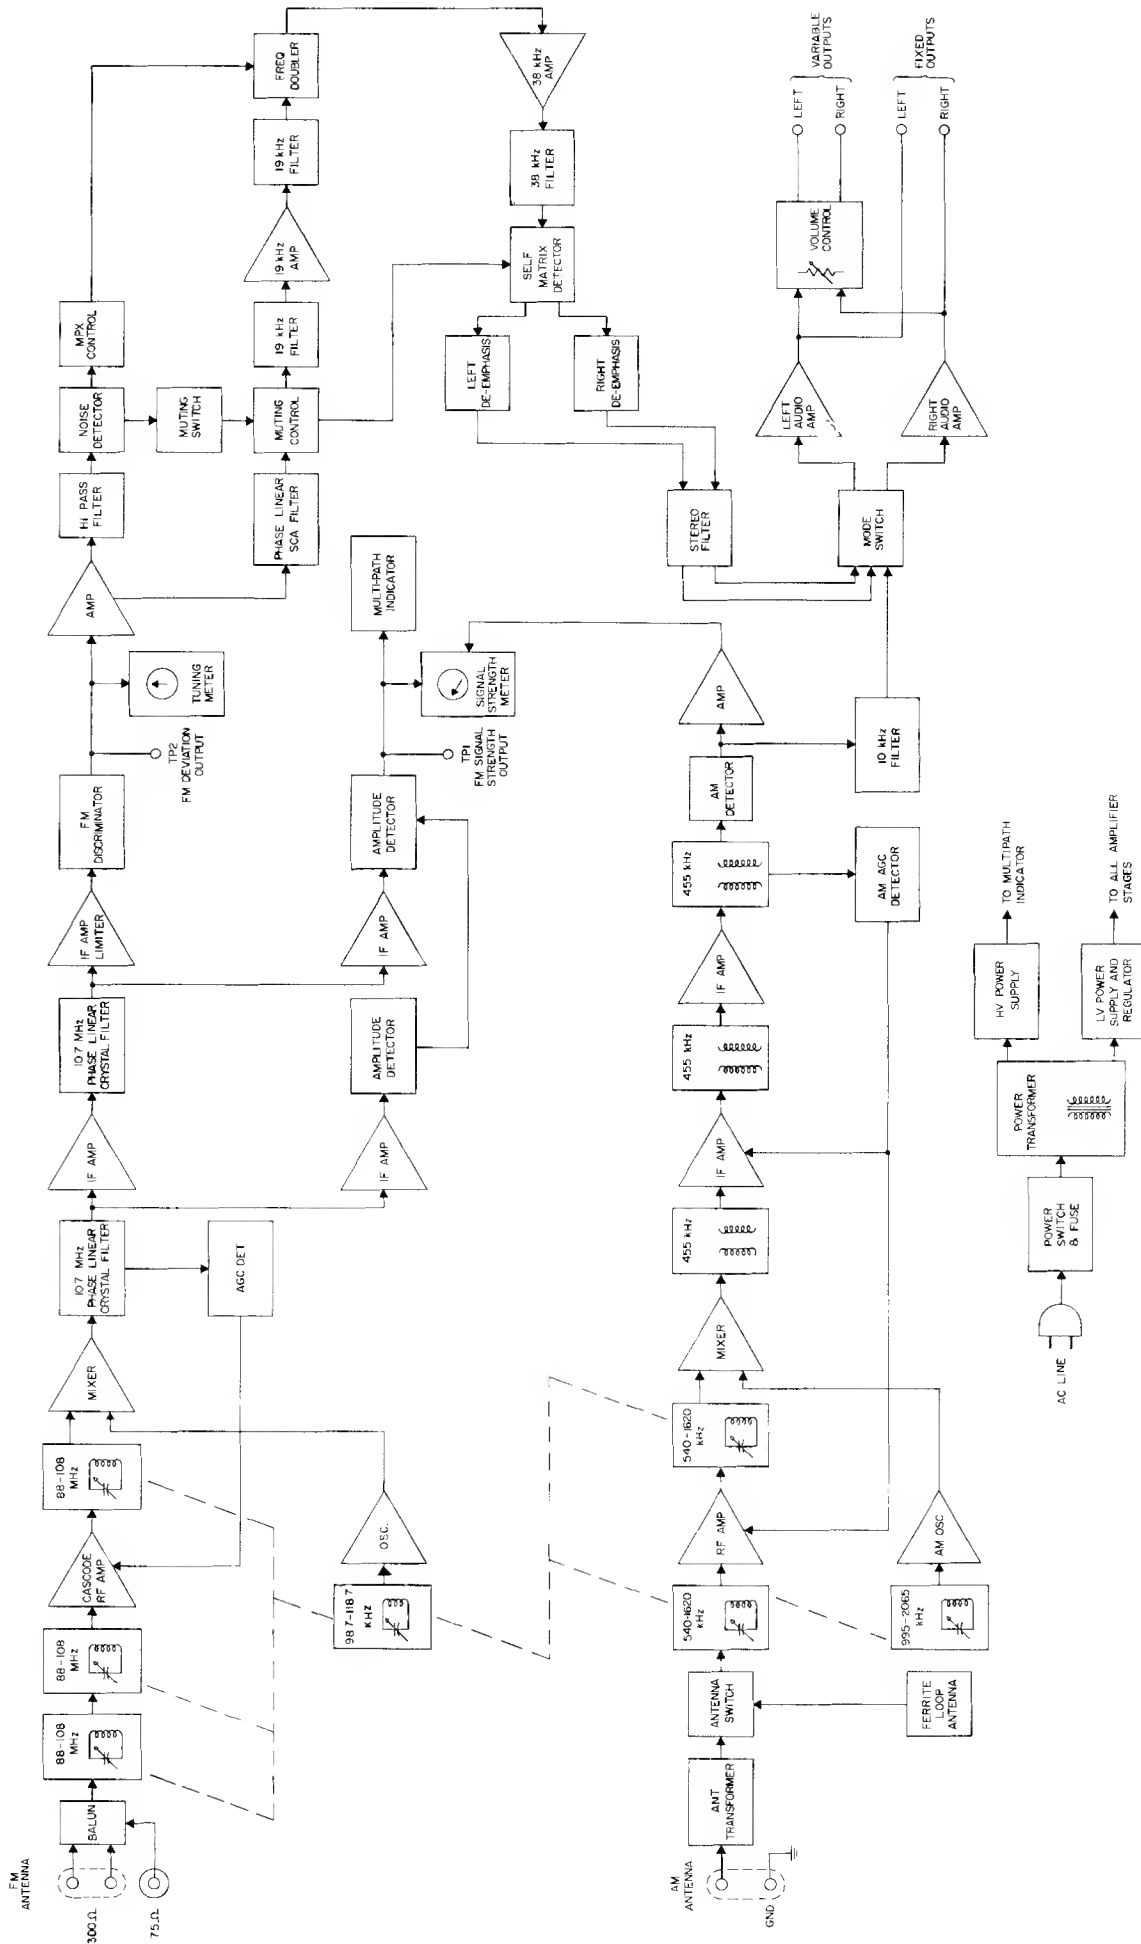 FM
ANTENNA
300Ω
75Ω
BALUN
88-108
MHz
88-108
MHz
CASCODE
RF AMP
88-108
MHz
MIXER
10.7 MHz
PHASE LINEAR
CRYSTAL FILTER
IF AMP
10.7 MHz
PHASE LINEAR
CRYSTAL FILTER
IF AMP
LIMITER
FM
DISCRIMINATOR
TP2
FM DEVIATION
OUTPUT
TUNING
METER
AMP
HI PASS
FILTER
NOISE
DETECTOR
MPX
CONTROL
MUTING
SWITCH
PHASE LINEAR
SCA FILTER
MUTING
CONTROL
19 kHz
FILTER
19 kHz
AMP
19 kHz
FILTER
FREQ
DOUBLER
AGC DET
98.7-118.7
KHZ
OSC.
IF AMP
AMPLITUDE
DETECTOR
IF AMP
AMPLITUDE
DETECTOR
TP1
FM SIGNAL
STRENGTH
OUTPUT
SIGNAL
STRENGTH
METER
MULTI-PATH
INDICATOR
38 kHz
AMP
38 kHz
FILTER
SELF
MATRIX
DETECTOR
LEFT
DE-EMPHASIS
RIGHT
DE-EMPHASIS
STEREO
FILTER
MODE
SWITCH
LEFT
AUDIO
AMP
RIGHT
AUDIO
AMP
VOLUME
CONTROL
LEFT
RIGHT
VARIABLE
OUTPUTS
LEFT
RIGHT
FIXED
OUTPUTS
AM
ANTENNA
GND
ANT
TRANSFORMER
ANTENNA
SWITCH
FERRITE
LOOP
ANTENNA
540-1620
kHz
RF AMP
540-1620
kHz
995-2065
kHz
AM OSC
MIXER
455 kHz
IF AMP
455 kHz
IF AMP
455 kHz
AM AGC
DETECTOR
AM
DETECTOR
AMP
10 kHz
FILTER
AC LINE
POWER
SWITCH
& FUSE
POWER
TRANSFORMER
HV POWER
SUPPLY
TO MULTIPATH
INDICATOR
LV POWER
SUPPLY AND
REGULATOR
TO ALL AMPLIFIER
STAGES